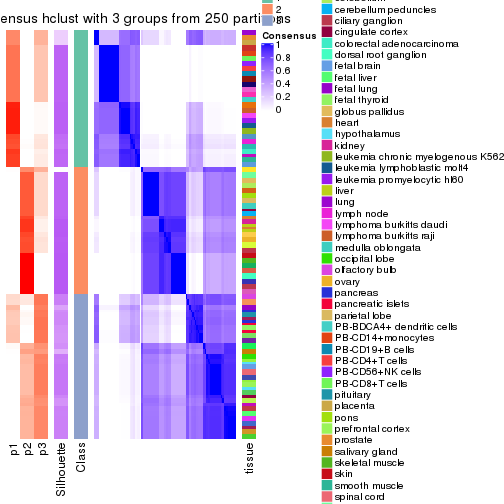 ensus hclust with 3 groups from 250 parti
ns
1
2
Consensus
1
0.8
0.6
0.4
0.2
0
p1
p2
p3
Silhouette
Class
tissue
cerebellum peduncles
ciliary ganglion
cingulate cortex
colorectal adenocarcinoma
dorsal root ganglion
fetal brain
fetal liver
fetal lung
fetal thyroid
globus pallidus
heart
hypothalamus
kidney
leukemia chronic myelogenous K562
leukemia lymphoblastic molt4
leukemia promyelocytic hl60
liver
lung
lymph node
lymphoma burkitts daudi
lymphoma burkitts raji
medulla oblongata
occipital lobe
olfactory bulb
ovary
pancreas
pancreatic islets
parietal lobe
PB-BDCA4+ dendritic cells
PB-CD14+monocytes
PB-CD19+B cells
PB-CD4+T cells
PB-CD56+NK cells
PB-CD8+T cells
pituitary
placenta
pons
prefrontal cortex
prostate
salivary gland
skeletal muscle
skin
smooth muscle
spinal cord